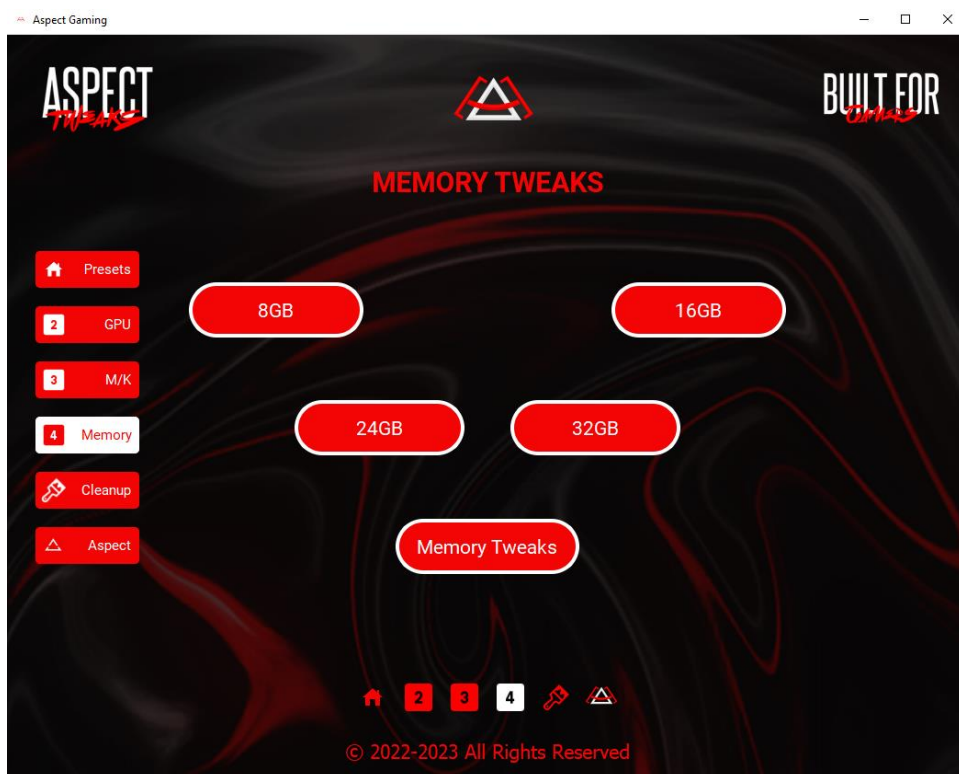 Aspect Gaming
ASPECT
TWEAKS
BUILT FOR
GAMERS
MEMORY TWEAKS
Presets
2 GPU
3 M/K
4 Memory
Cleanup
Aspect
8GB 16GB
24GB 32GB
Memory Tweaks
2 3 4
© 2022-2023 All Rights Reserved